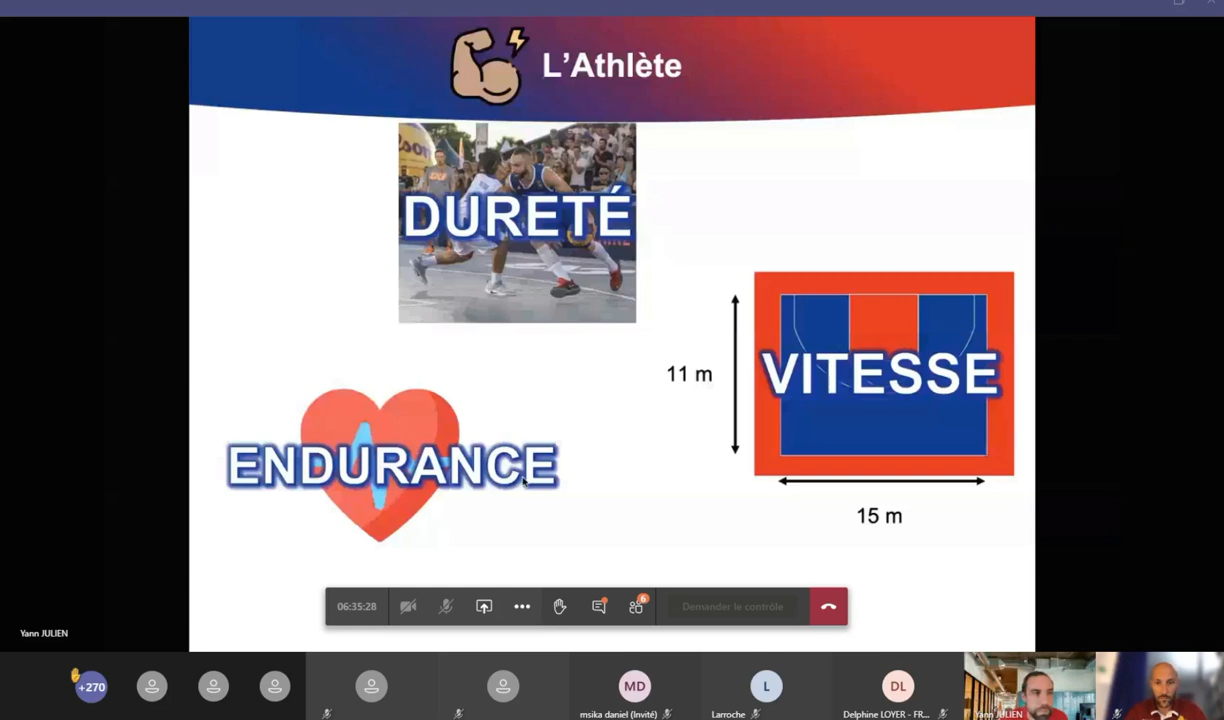 L'Athlète
DURETÉ
VITESSE
11 m
15 m
ENDURANCE
06:35:28
6
Demander le contrôle
Yann JULIEN
+270
MD
L
DL
msika daniel (Invité)
Larroche
Delphine LOYER - FR...
Yann JULIEN